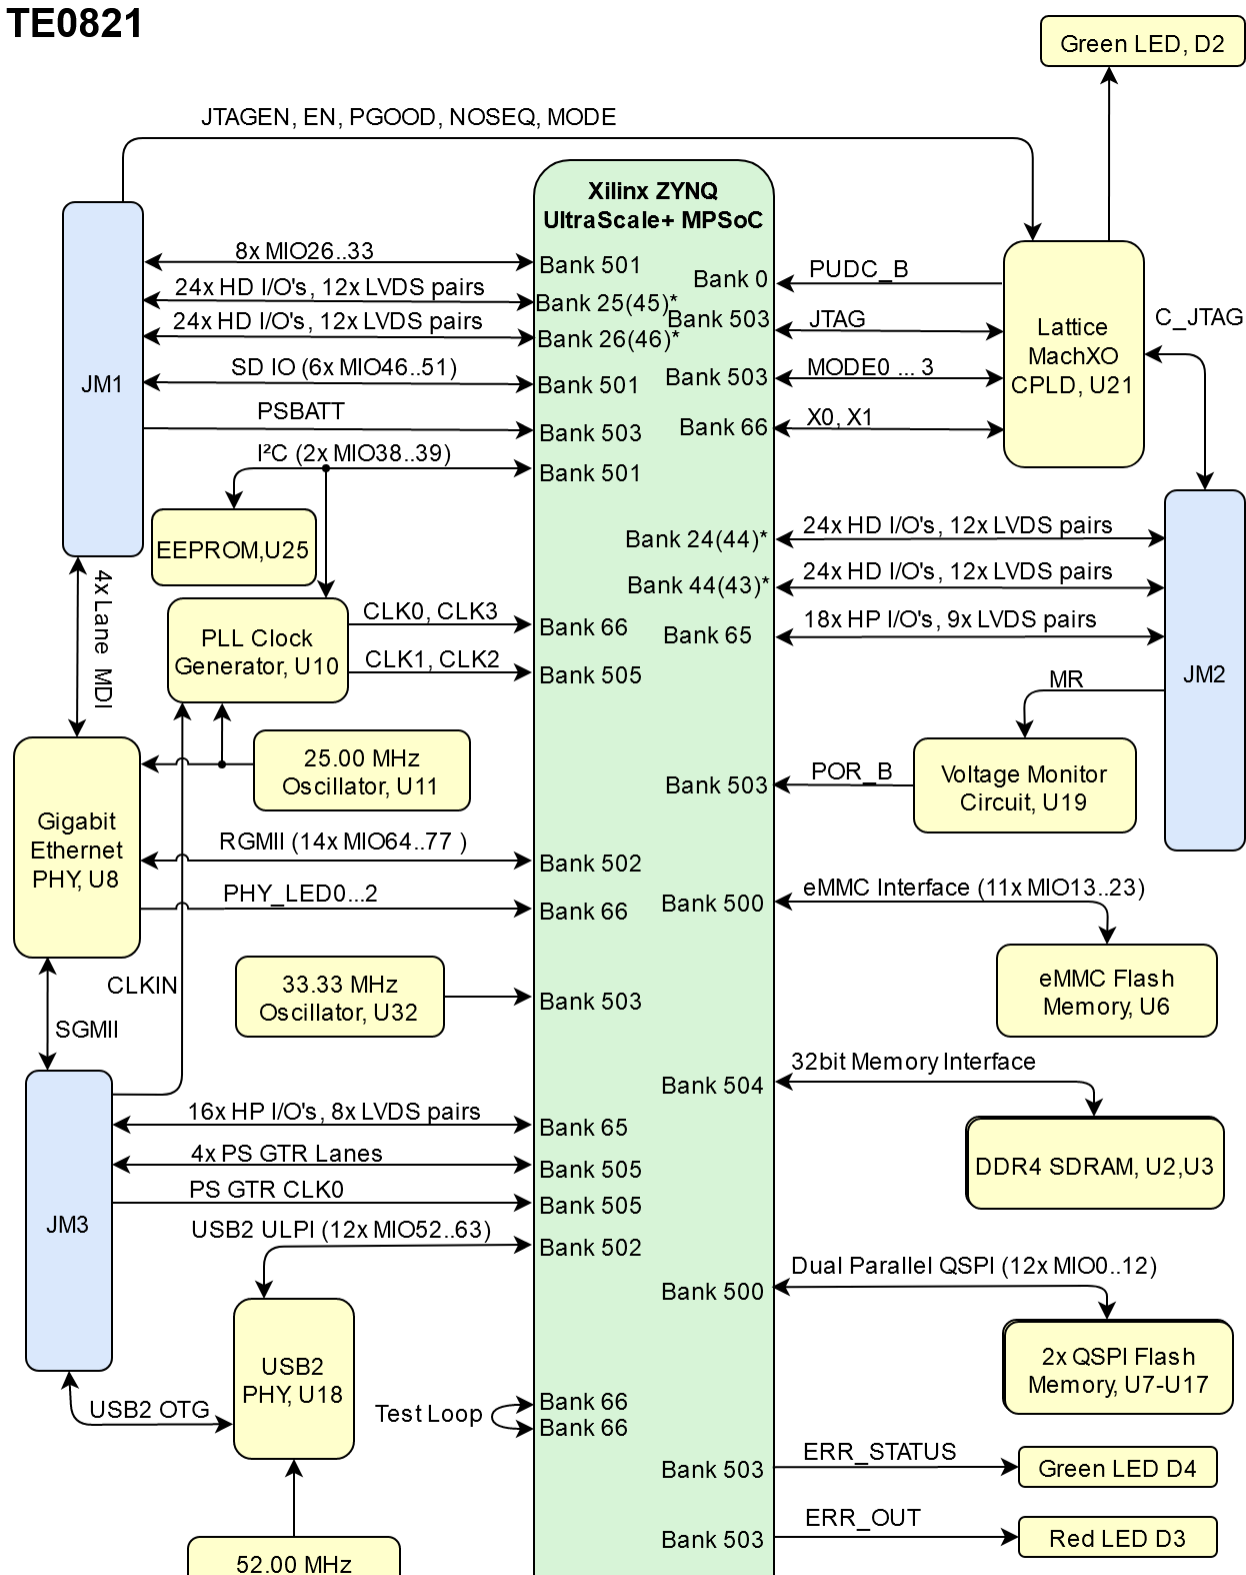 TE0821
Green LED, D2
JTAGEN, EN, PGOOD, NOSEQ, MODE
Xilinx ZYNQ
UltraScale+ MPSoC
JM1
8x MIO26..33
Bank 501
24x HD I/O's, 12x LVDS pairs
Bank 25(45)*
24x HD I/O's, 12x LVDS pairs
Bank 26(46)*
SD IO (6x MIO46..51)
Bank 501
PSBATT
Bank 503
I²C (2x MIO38..39)
Bank 501
Bank 0
PUDC_B
Bank 503
JTAG
Bank 503
MODE0 ... 3
Bank 66
X0, X1
Lattice
MachXO
CPLD, U21
C_JTAG
EEPROM,U25
4x Lane MDI
PLL Clock
Generator, U10
CLK0, CLK3
Bank 66
CLK1, CLK2
Bank 505
Bank 24(44)*
24x HD I/O's, 12x LVDS pairs
Bank 44(43)*
24x HD I/O's, 12x LVDS pairs
Bank 65
18x HP I/O's, 9x LVDS pairs
JM2
MR
25.00 MHz
Oscillator, U11
Bank 503
POR_B
Voltage Monitor
Circuit, U19
Gigabit
Ethernet
PHY, U8
RGMII (14x MIO64..77 )
Bank 502
PHY_LED0...2
Bank 66
Bank 500
eMMC Interface (11x MIO13..23)
eMMC Flash
Memory, U6
CLKIN
33.33 MHz
Oscillator, U32
Bank 503
SGMII
Bank 504
32bit Memory Interface
DDR4 SDRAM, U2,U3
JM3
16x HP I/O's, 8x LVDS pairs
Bank 65
4x PS GTR Lanes
Bank 505
PS GTR CLK0
Bank 505
USB2 ULPI (12x MIO52..63)
Bank 502
Bank 500
Dual Parallel QSPI (12x MIO0..12)
2x QSPI Flash
Memory, U7-U17
USB2
PHY, U18
USB2 OTG
Test Loop
Bank 66
Bank 66
Bank 503
ERR_STATUS
Green LED D4
Bank 503
ERR_OUT
Red LED D3
52.00 MHz